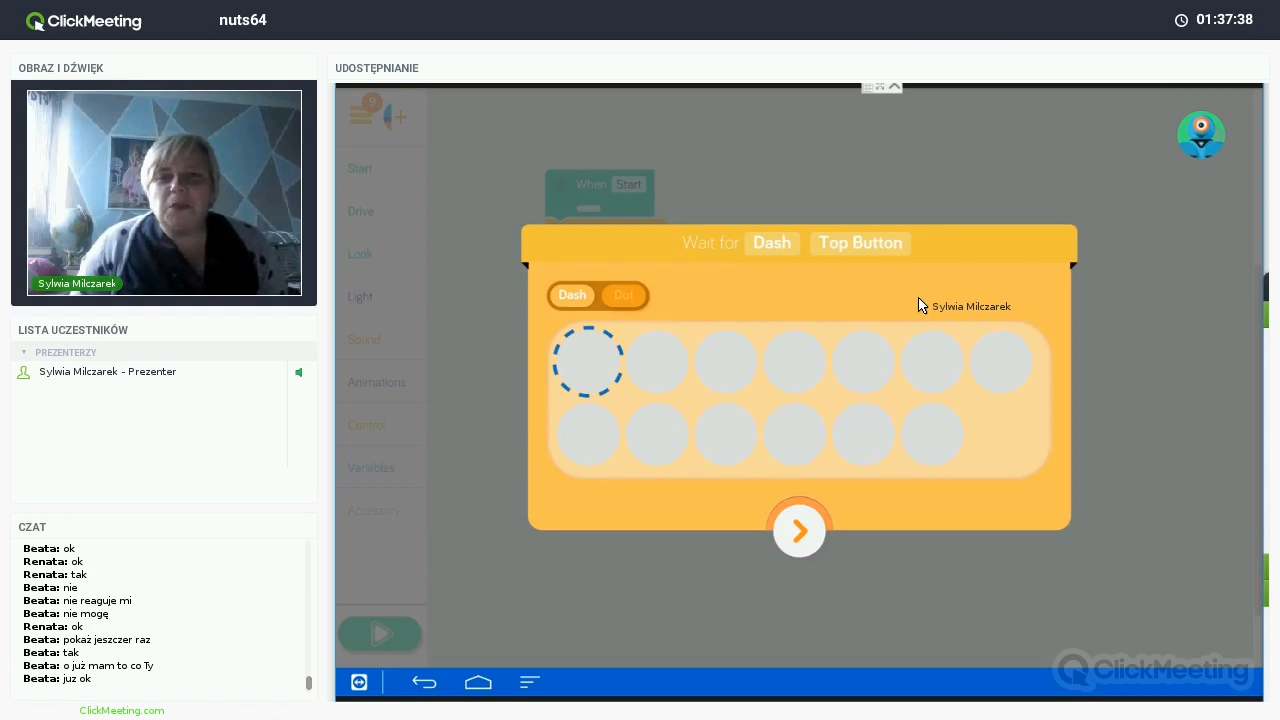 ClickMeeting
nuts64
01:37:38
OBRAZ I DŹWIĘK
UDOSTĘPNIANIE
Sylwia Milczarek
LISTA UCZESTNIKÓW
PREZENTERZY
Sylwia Milczarek - Prezenter
CZAT
Beata: ok
Renata: ok
Renata: tak
Beata: nie
Beata: nie reaguje mi
Beata: nie mogę
Renata: ok
Beata: pokaż jeszczer raz
Beata: tak
Beata: o już mam to co Ty
Beata: juz ok
ClickMeeting.com
9
Start
Drive
Look
Light
Sound
Animations
Control
Variables
Accessory
When Start
Wait for Dash Top Button
Dash Dot
Sylwia Milczarek
ClickMeeting